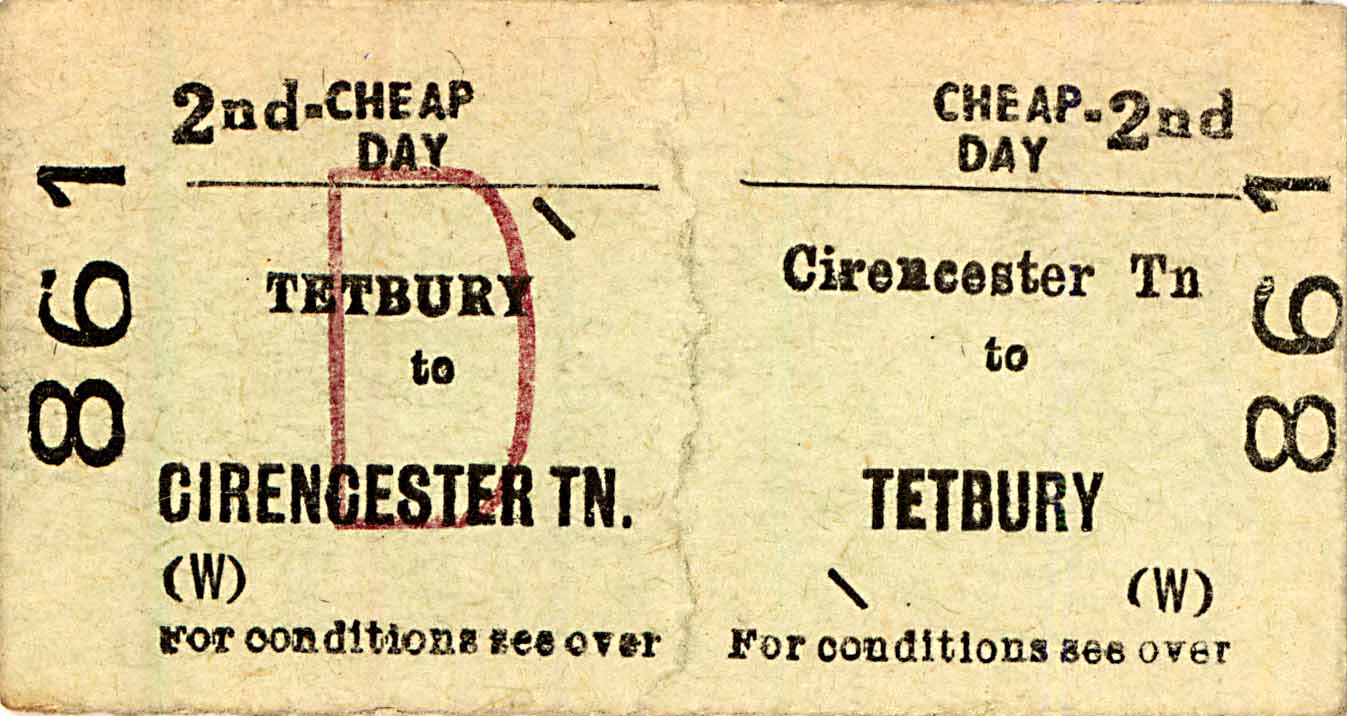 2nd-CHEAP
DAY
861
D
TETBURY
to
CIRENCESTER TN.
(W)
For conditions see over
CHEAP-2nd
DAY
861
Cirencester Tn
to
TETBURY
(W)
For conditions see over